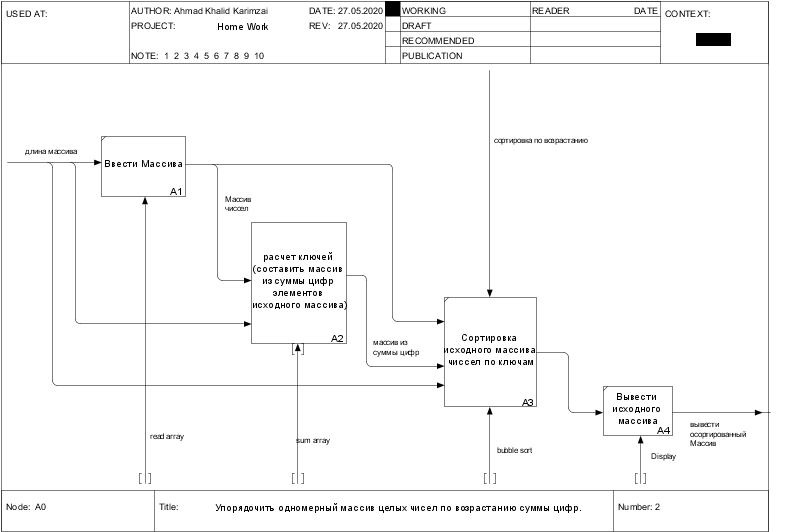 USED AT:
AUTHOR: Ahmad Khalid Karimzai
DATE: 27.05.2020
PROJECT: Home Work
REV: 27.05.2020
NOTE: 1 2 3 4 5 6 7 8 9 10
WORKING
DRAFT
RECOMMENDED
PUBLICATION
READER
DATE
CONTEXT:
длина массива
Ввести Массива
A1
Массив
чиссел
сортировка по возрастанию
расчет ключей
(составить массив
из суммы цифр
элементов
исходного массива)
A2
массив из
суммы цифр
Сортировка
исходного массива
чиссел по ключам
A3
Вывести
исходного
массива
A4
вывести
осортированный
Массив
read array
sum array
bubble sort
Display
Node: A0
Title: Упорядочить одномерный массив целых чисел по возрастанию суммы цифр.
Number: 2